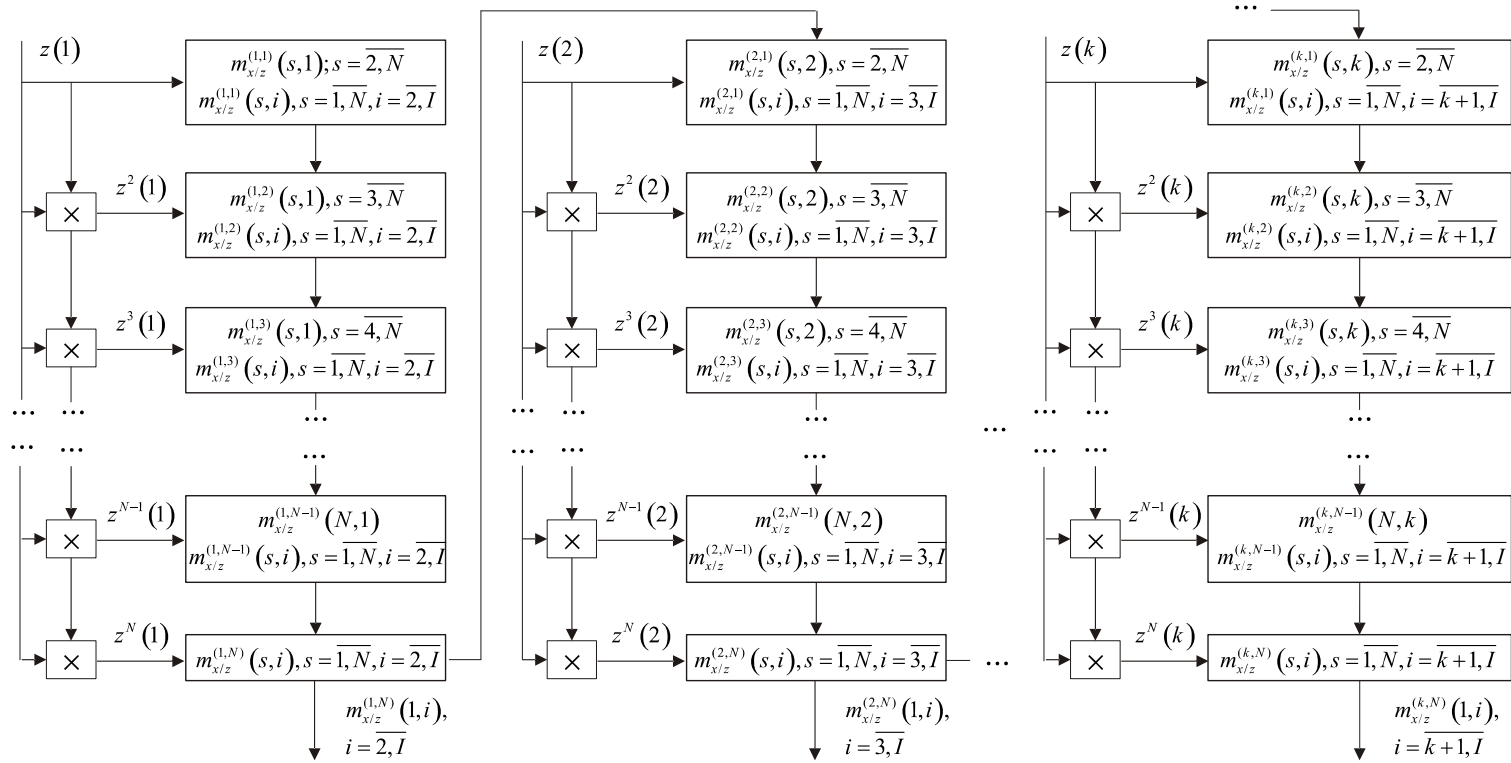 z(1)
m_{x/z}^{(1,1)}(s,1); s = \overline{2,N}
m_{x/z}^{(1,1)}(s,i), s = \overline{1,N}, i = \overline{2,I}
×
z^2(1)
m_{x/z}^{(1,2)}(s,1), s = \overline{3,N}
m_{x/z}^{(1,2)}(s,i), s = \overline{1,N}, i = \overline{2,I}
×
z^3(1)
m_{x/z}^{(1,3)}(s,1), s = \overline{4,N}
m_{x/z}^{(1,3)}(s,i), s = \overline{1,N}, i = \overline{2,I}
... ... ...
... ... ...
×
z^{N-1}(1)
m_{x/z}^{(1,N-1)}(N,1)
m_{x/z}^{(1,N-1)}(s,i), s = \overline{1,N}, i = \overline{2,I}
×
z^N(1)
m_{x/z}^{(1,N)}(s,i), s = \overline{1,N}, i = \overline{2,I}
m_{x/z}^{(1,N)}(1,i),
i = \overline{2,I}
z(2)
m_{x/z}^{(2,1)}(s,2), s = \overline{2,N}
m_{x/z}^{(2,1)}(s,i), s = \overline{1,N}, i = \overline{3,I}
×
z^2(2)
m_{x/z}^{(2,2)}(s,2), s = \overline{3,N}
m_{x/z}^{(2,2)}(s,i), s = \overline{1,N}, i = \overline{3,I}
×
z^3(2)
m_{x/z}^{(2,3)}(s,2), s = \overline{4,N}
m_{x/z}^{(2,3)}(s,i), s = \overline{1,N}, i = \overline{3,I}
... ... ...
... ... ...
×
z^{N-1}(2)
m_{x/z}^{(2,N-1)}(N,2)
m_{x/z}^{(2,N-1)}(s,i), s = \overline{1,N}, i = \overline{3,I}
×
z^N(2)
m_{x/z}^{(2,N)}(s,i), s = \overline{1,N}, i = \overline{3,I}
m_{x/z}^{(2,N)}(1,i),
i = \overline{3,I}
...
...
...
z(k)
m_{x/z}^{(k,1)}(s,k), s = \overline{2,N}
m_{x/z}^{(k,1)}(s,i), s = \overline{1,N}, i = \overline{k+1,I}
×
z^2(k)
m_{x/z}^{(k,2)}(s,k), s = \overline{3,N}
m_{x/z}^{(k,2)}(s,i), s = \overline{1,N}, i = \overline{k+1,I}
×
z^3(k)
m_{x/z}^{(k,3)}(s,k), s = \overline{4,N}
m_{x/z}^{(k,3)}(s,i), s = \overline{1,N}, i = \overline{k+1,I}
... ... ...
... ... ...
×
z^{N-1}(k)
m_{x/z}^{(k,N-1)}(N,k)
m_{x/z}^{(k,N-1)}(s,i), s = \overline{1,N}, i = \overline{k+1,I}
×
z^N(k)
m_{x/z}^{(k,N)}(s,i), s = \overline{1,N}, i = \overline{k+1,I}
m_{x/z}^{(k,N)}(1,i),
i = \overline{k+1,I}